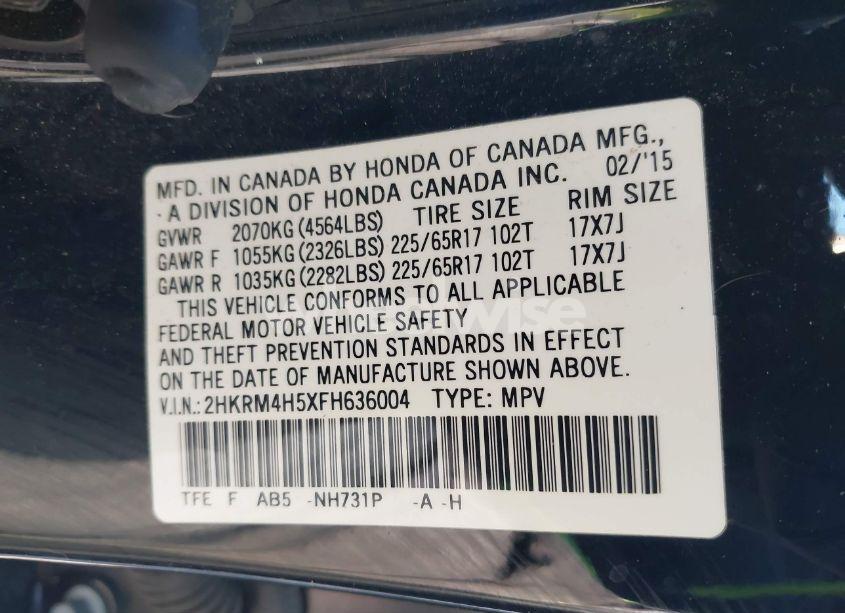 MFD. IN CANADA BY HONDA OF CANADA MFG.,
-A DIVISION OF HONDA CANADA INC. 02/'15
GVWR 2070KG (4564LBS) TIRE SIZE RIM SIZE
GAWR F 1055KG (2326LBS) 225/65R17 102T 17X7J
GAWR R 1035KG (2282LBS) 225/65R17 102T 17X7J
THIS VEHICLE CONFORMS TO ALL APPLICABLE
FEDERAL MOTOR VEHICLE SAFETY
AND THEFT PREVENTION STANDARDS IN EFFECT
ON THE DATE OF MANUFACTURE SHOWN ABOVE.
V.I.N.: 2HKRM4H5XFH636004 TYPE: MPV
TFE F AB5 -NH731P -A -H